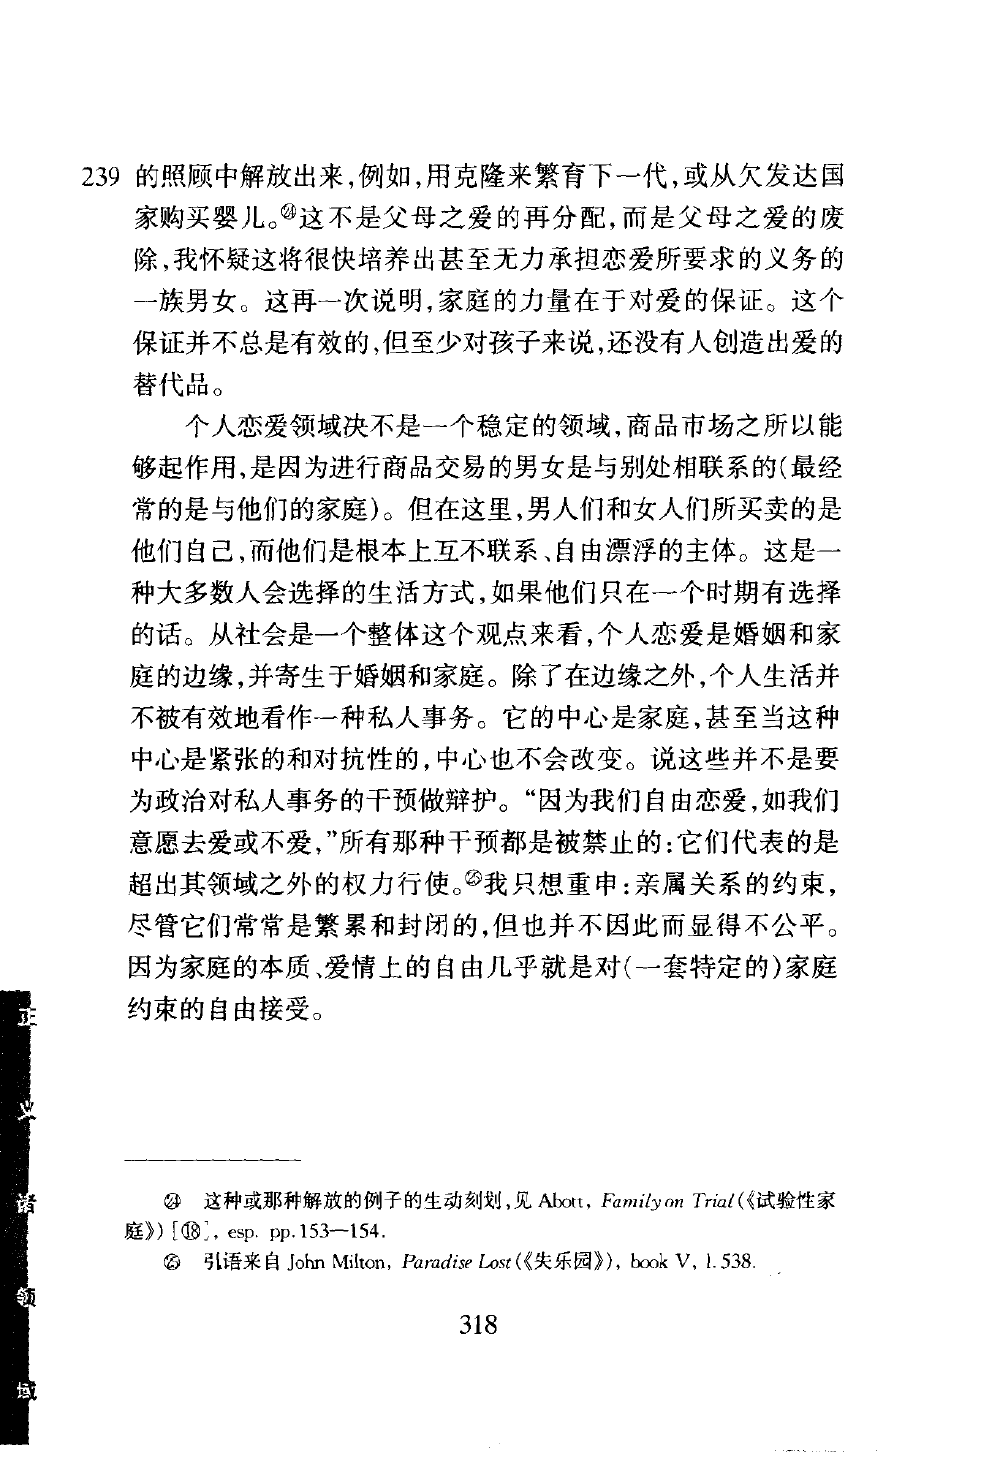 239 的照顾中解放出来,例如,用克隆来繁育下一代,或从欠发达国
家购买婴儿。㉔这不是父母之爱的再分配,而是父母之爱的废
除,我怀疑这将很快培养出甚至无力承担恋爱所要求的义务的
一族男女。这再一次说明,家庭的力量在于对爱的保证。这个
保证并不总是有效的,但至少对孩子来说,还没有人创造出爱的
替代品。
个人恋爱领域决不是一个稳定的领域,商品市场之所以能
够起作用,是因为进行商品交易的男女是与别处相联系的(最经
常的是与他们的家庭)。但在这里,男人们和女人们所买卖的是
他们自己,而他们是根本上互不联系、自由漂浮的主体。这是一
种大多数人会选择的生活方式,如果他们只在一个时期有选择
的话。从社会是一个整体这个观点来看,个人恋爱是婚姻和家
庭的边缘,并寄生于婚姻和家庭。除了在边缘之外,个人生活并
不被有效地看作一种私人事务。它的中心是家庭,甚至当这种
中心是紧张的和对抗性的,中心也不会改变。说这些并不是要
为政治对私人事务的干预做辩护。“因为我们自由恋爱,如我们
意愿去爱或不爱,”所有那种干预都是被禁止的:它们代表的是
超出其领域之外的权力行使。㉕我只想重申:亲属关系的约束,
尽管它们常常是繁累和封闭的,但也并不因此而显得不公平。
因为家庭的本质、爱情上的自由几乎就是对(一套特定的)家庭
约束的自由接受。
㉔ 这种或那种解放的例子的生动刻划,见 Abott, Family on Trial(《试验性家
庭》)[⑱], esp. pp.153—154.
㉕ 引语来自 John Milton, Paradise Lost(《失乐园》), book V, l.538.
318
正
义
诸
领
域